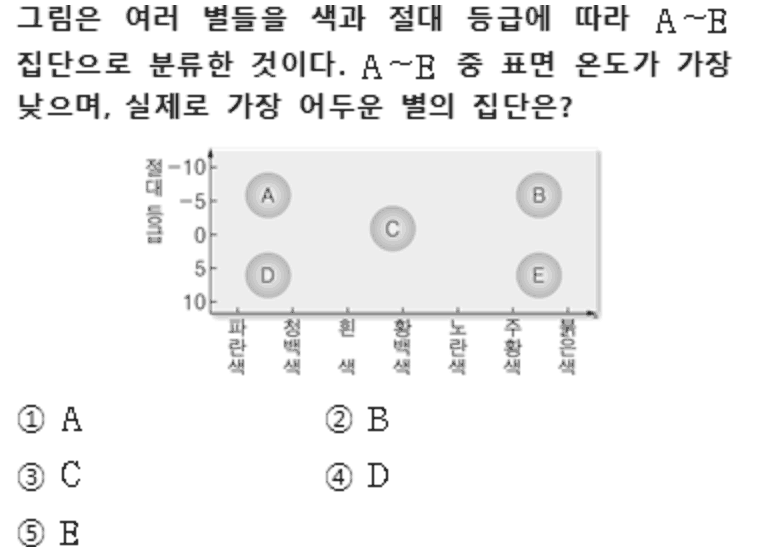 그림은 여러 별들을 색과 절대 등급에 따라 A~E
집단으로 분류한 것이다. A~E 중 표면 온도가 가장
낮으며, 실제로 가장 어두운 별의 집단은?
절대 등급
-10
-5
0
5
10
A
B
C
D
E
파란색
청백색
흰 색
황백색
노란색
주황색
붉은색
① A
② B
③ C
④ D
⑤ E